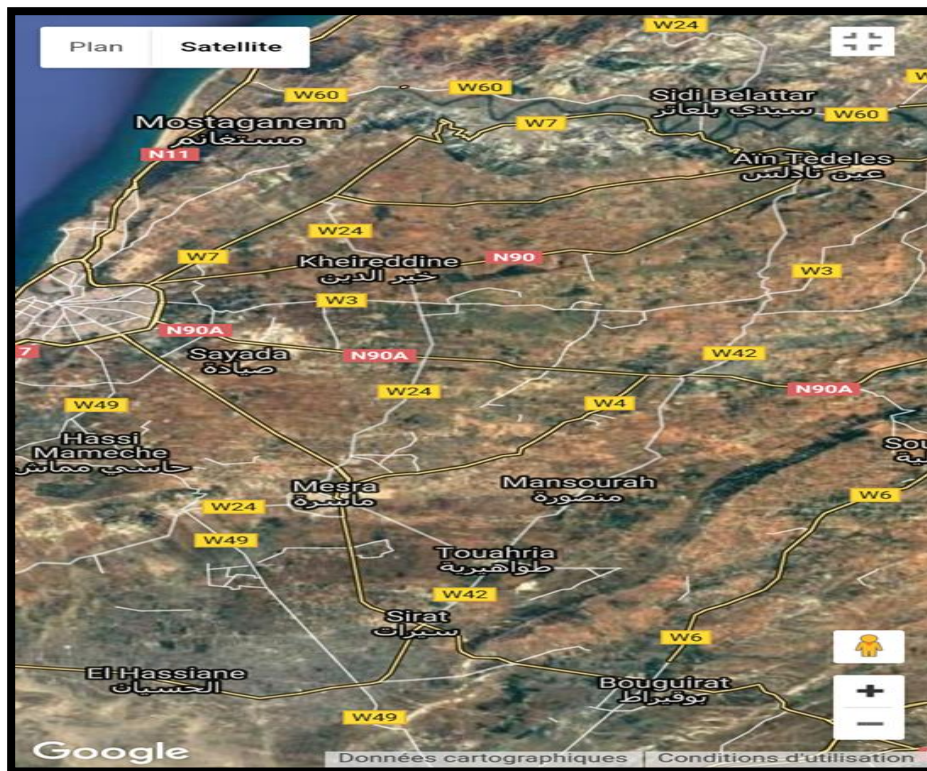 Plan
Satellite
W24
W60
W60
Sidi Belattar
سيدي بلعاتر
W60
Mostaganem
مستغانم
W7
N11
Aïn Tedeles
عين تادلس
W24
W7
Kheireddine
خير الدين
N90
W3
W3
N90A
7
Sayada
صيادة
N90A
W42
W24
N90A
W49
W4
Hassi
Mameche
حاسي مماش
Mesra
ماسرة
Mansourah
منصورة
W6
W24
W49
Touahria
طواهيرية
W42
Sirat
سيرات
W6
El Hassiane
الحسيان
Bouguirat
بوقيراط
W49
Google
Données cartographiques
Conditions d'utilisation